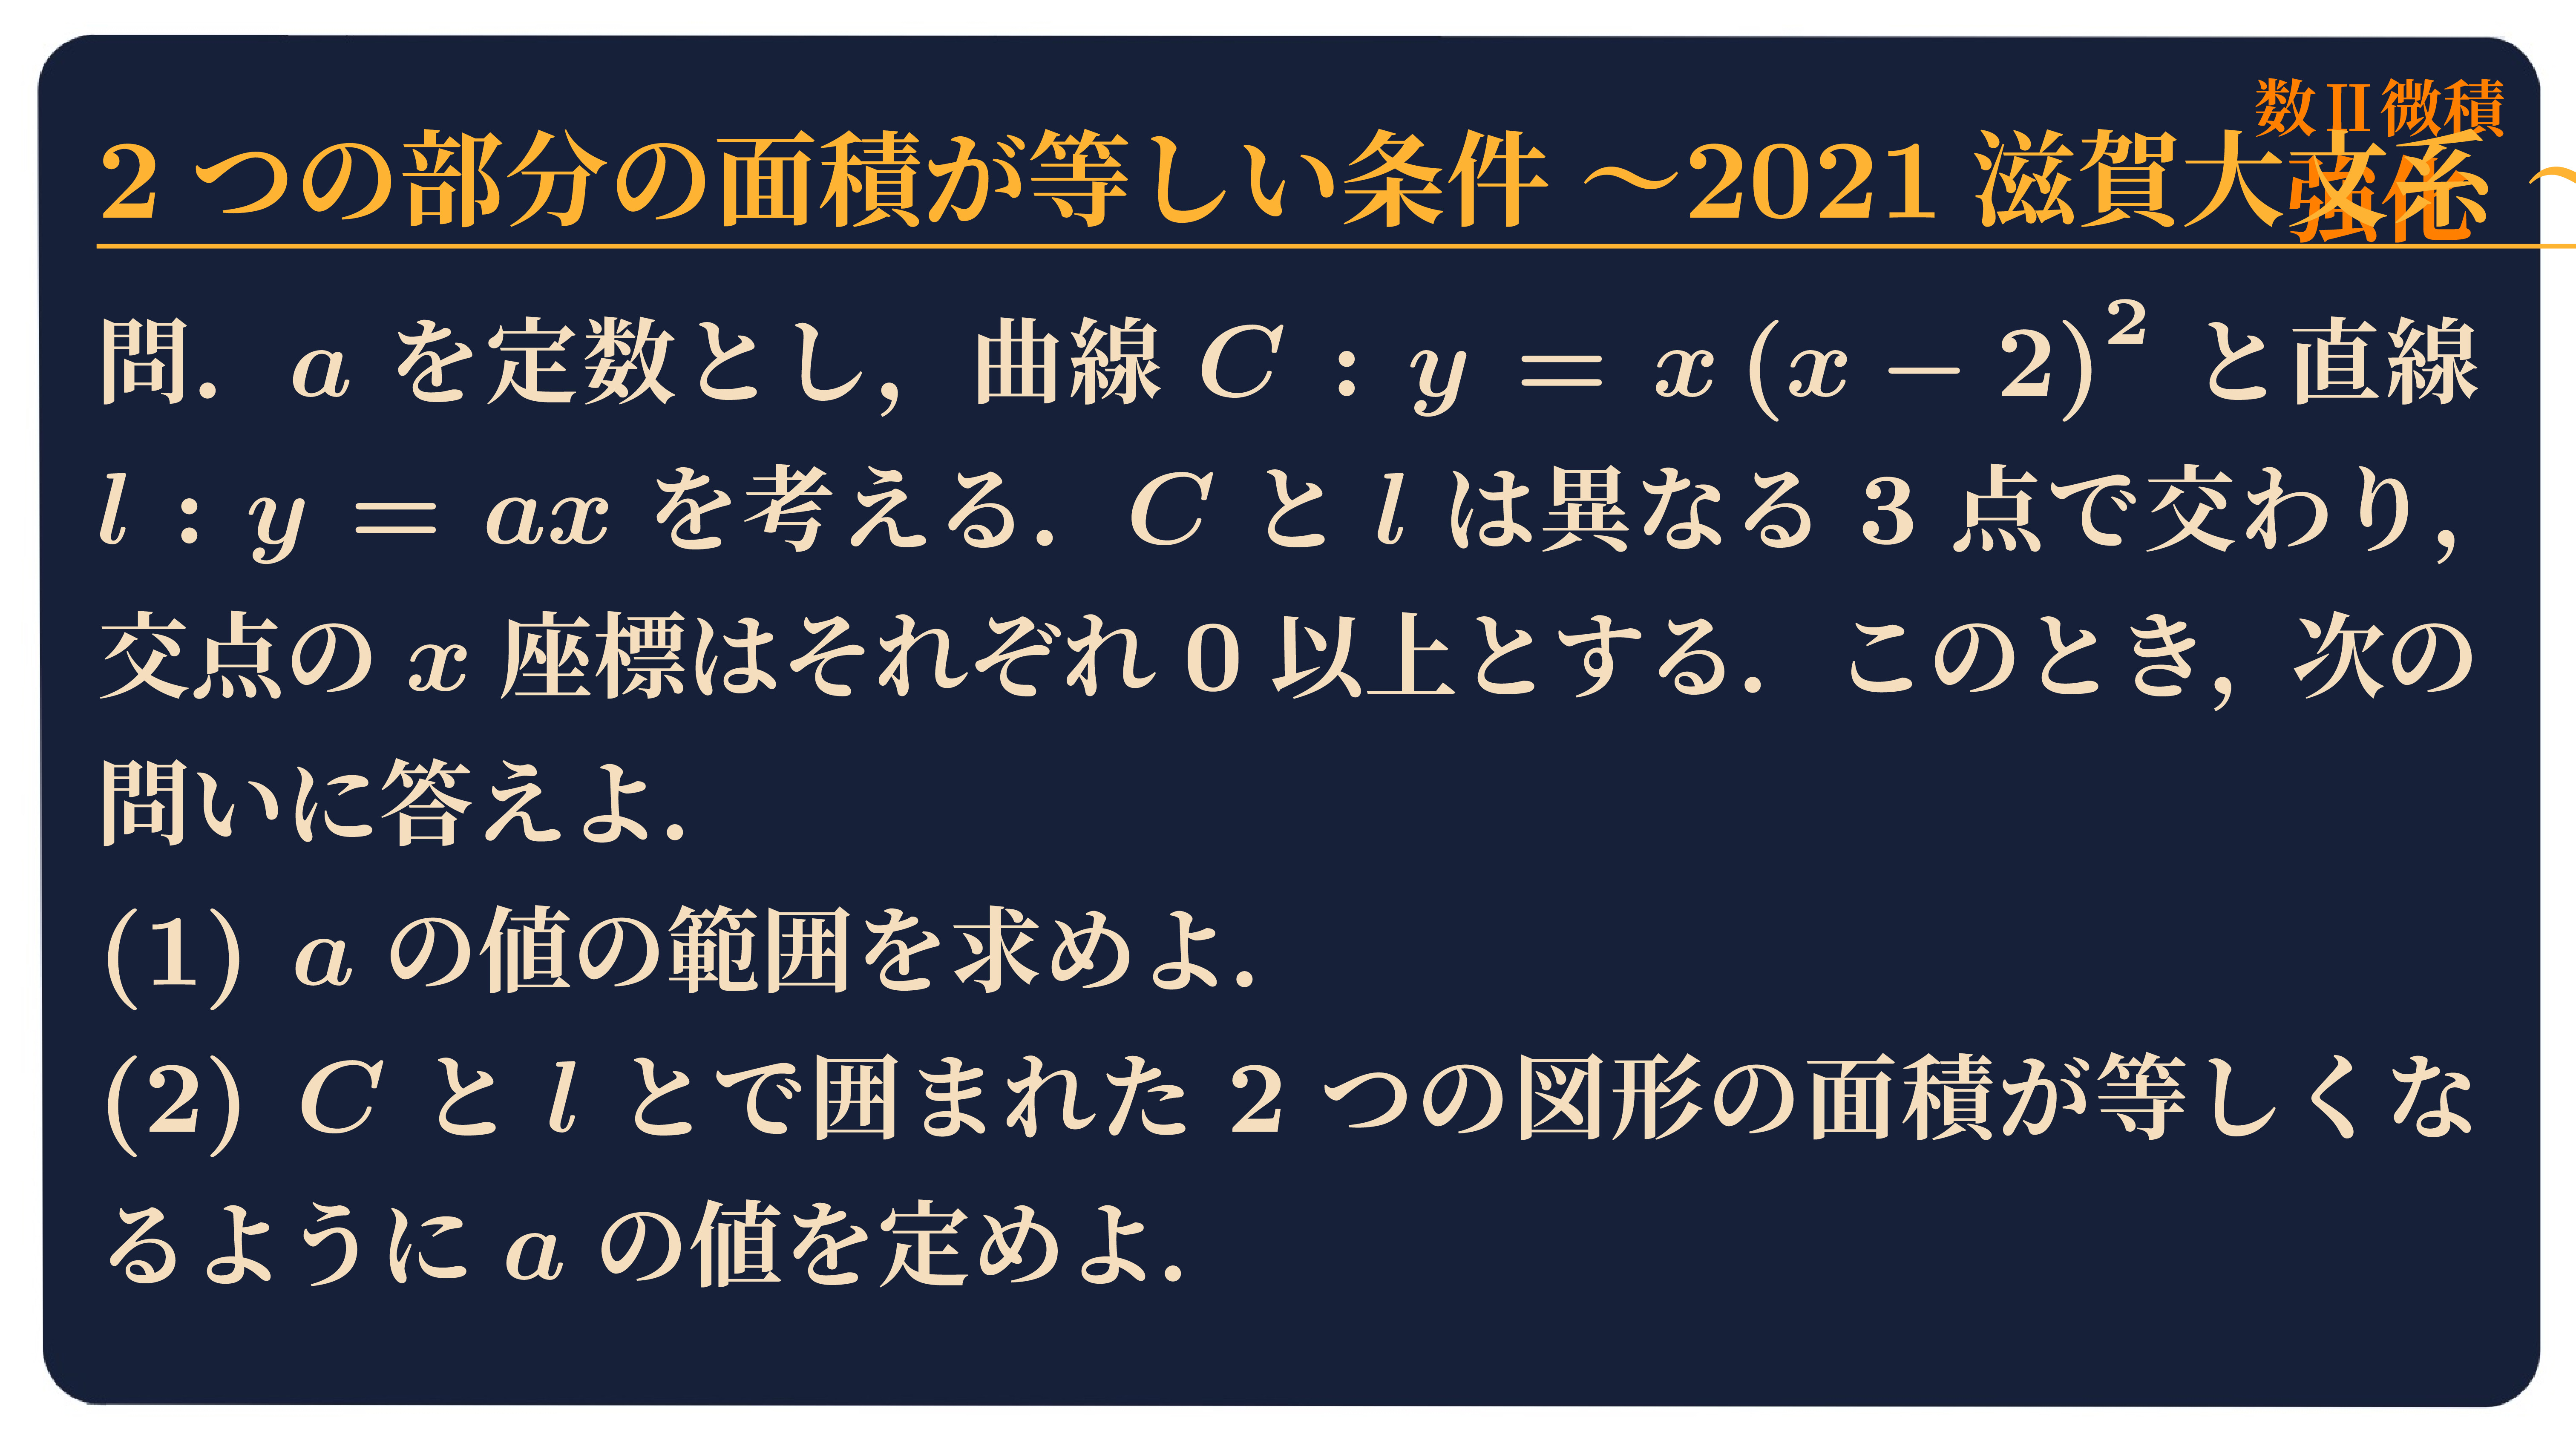 数Ⅱ微積
強化
2 つの部分の面積が等しい条件 〜2021 滋賀大文系 〜
問. a を定数とし, 曲線 C : y = x (x − 2)² と直線
l : y = ax を考える. C と l は異なる 3 点で交わり,
交点の x 座標はそれぞれ 0 以上とする. このとき, 次の
問いに答えよ.
(1) a の値の範囲を求めよ.
(2) C と l とで囲まれた 2 つの図形の面積が等しくな
るように a の値を定めよ.